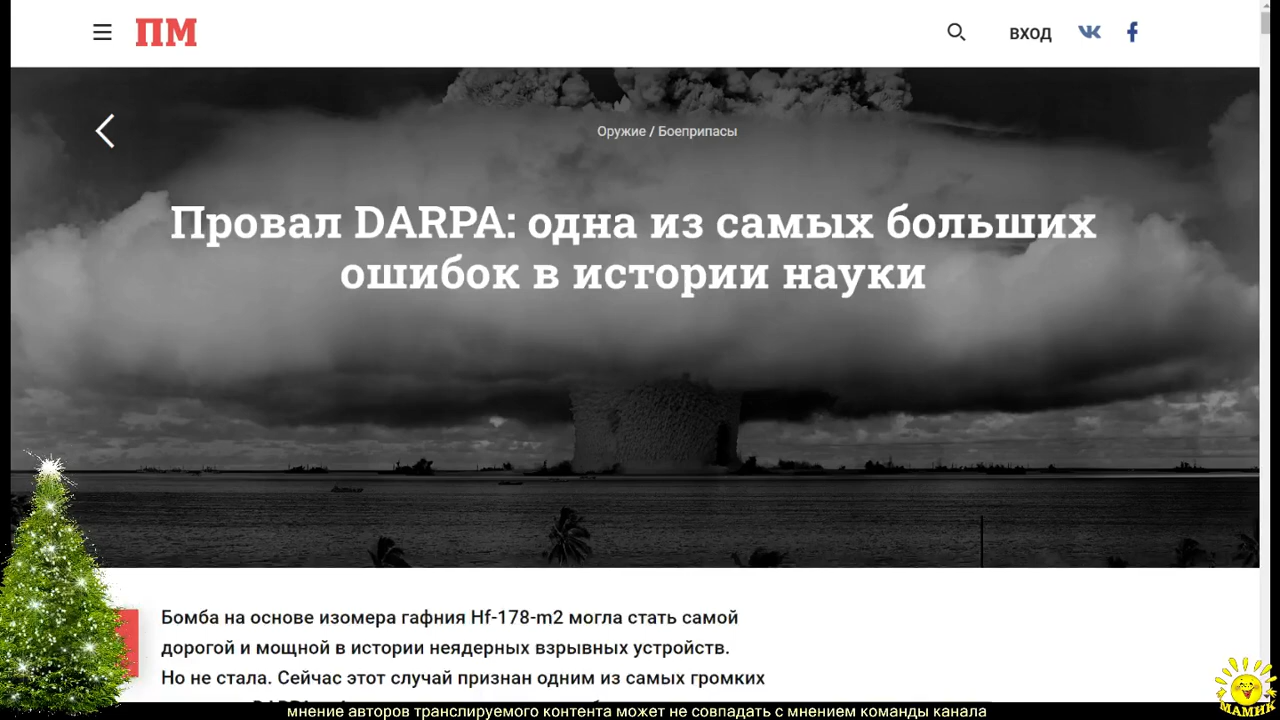 ПМ
ВХОД
Оружие / Боеприпасы
Провал DARPA: одна из самых больших
ошибок в истории науки
Бомба на основе изомера гафния Hf-178-m2 могла стать самой
дорогой и мощной в истории неядерных взрывных устройств.
Но не стала. Сейчас этот случай признан одним из самых громких
мнение авторов транслируемого контента может не совпадать с мнением команды канала
МАМИК